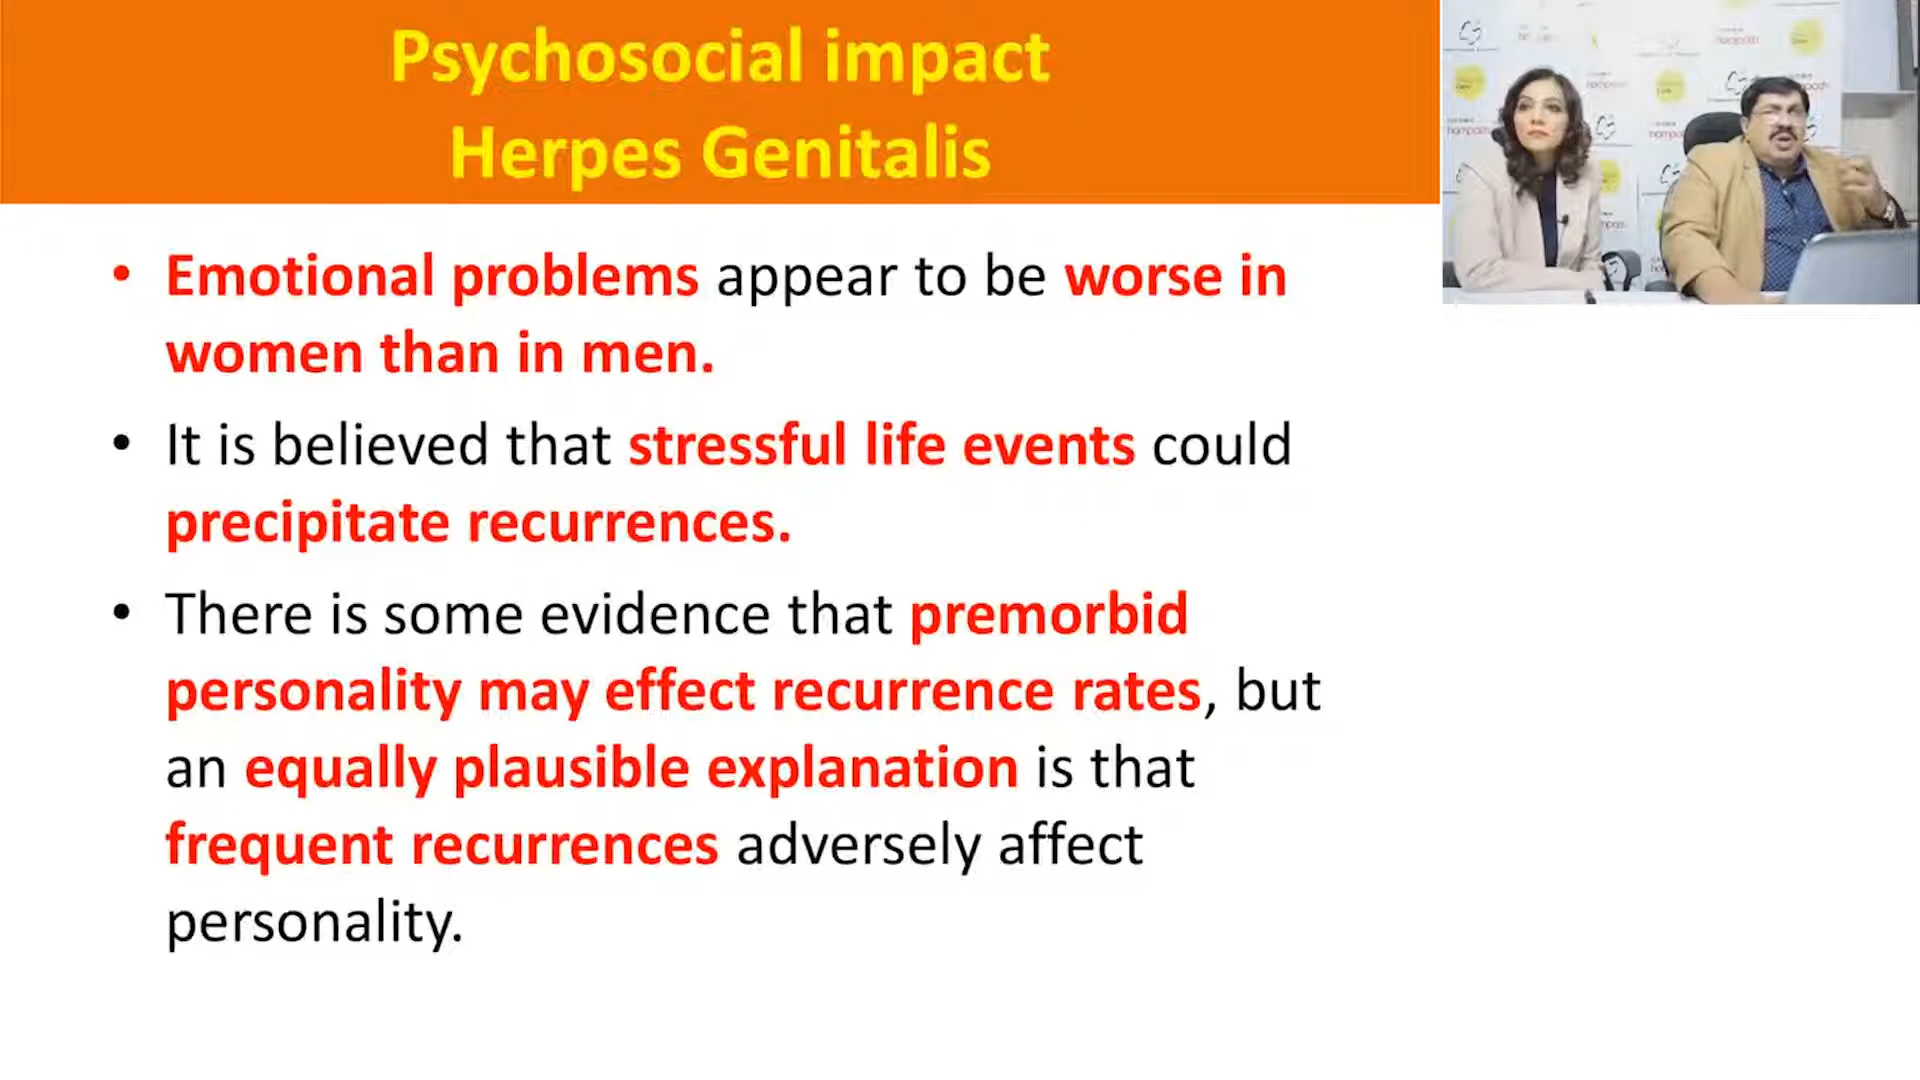 Psychosocial impact
Herpes Genitalis
• Emotional problems appear to be worse in
women than in men.
• It is believed that stressful life events could
precipitate recurrences.
• There is some evidence that premorbid
personality may effect recurrence rates, but
an equally plausible explanation is that
frequent recurrences adversely affect
personality.